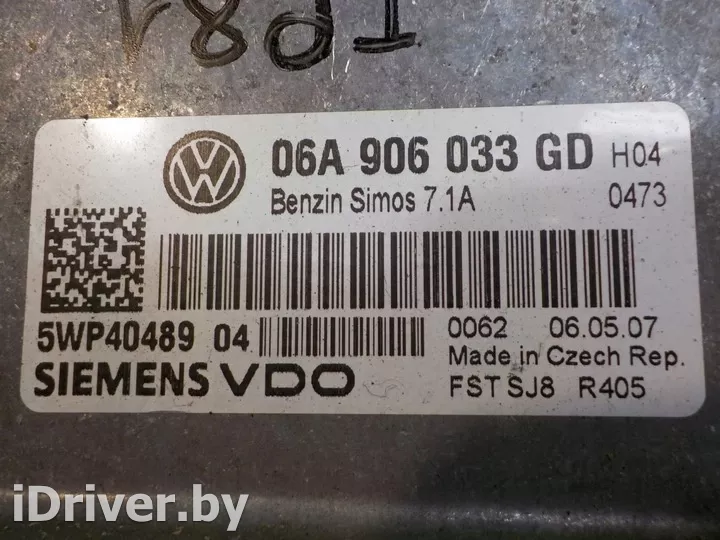 06A 906 033 GD H04
Benzin Simos 7.1A 0473
5WP40489 04 0062 06.05.07
Made in Czech Rep.
SIEMENS VDO FST SJ8 R405
iDriver.by